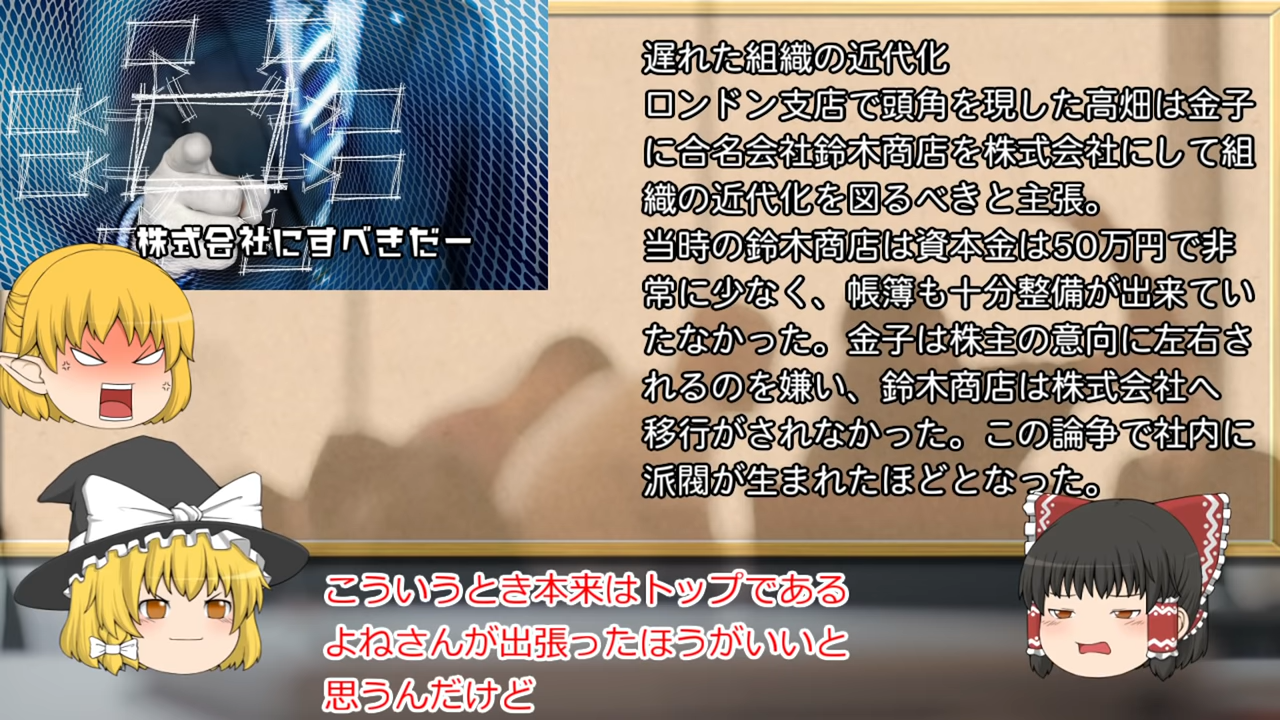 株式会社にすべきだー
遅れた組織の近代化
ロンドン支店で頭角を現した高畑は金子
に合名会社鈴木商店を株式会社にして組
織の近代化を図るべきと主張。
当時の鈴木商店は資本金は50万円で非
常に少なく、帳簿も十分整備が出来てい
たなかった。金子は株主の意向に左右さ
れるのを嫌い、鈴木商店は株式会社へ
移行がされなかった。この論争で社内に
派閥が生まれたほどとなった。
こういうとき本来はトップである
よねさんが出張ったほうがいいと
思うんだけど